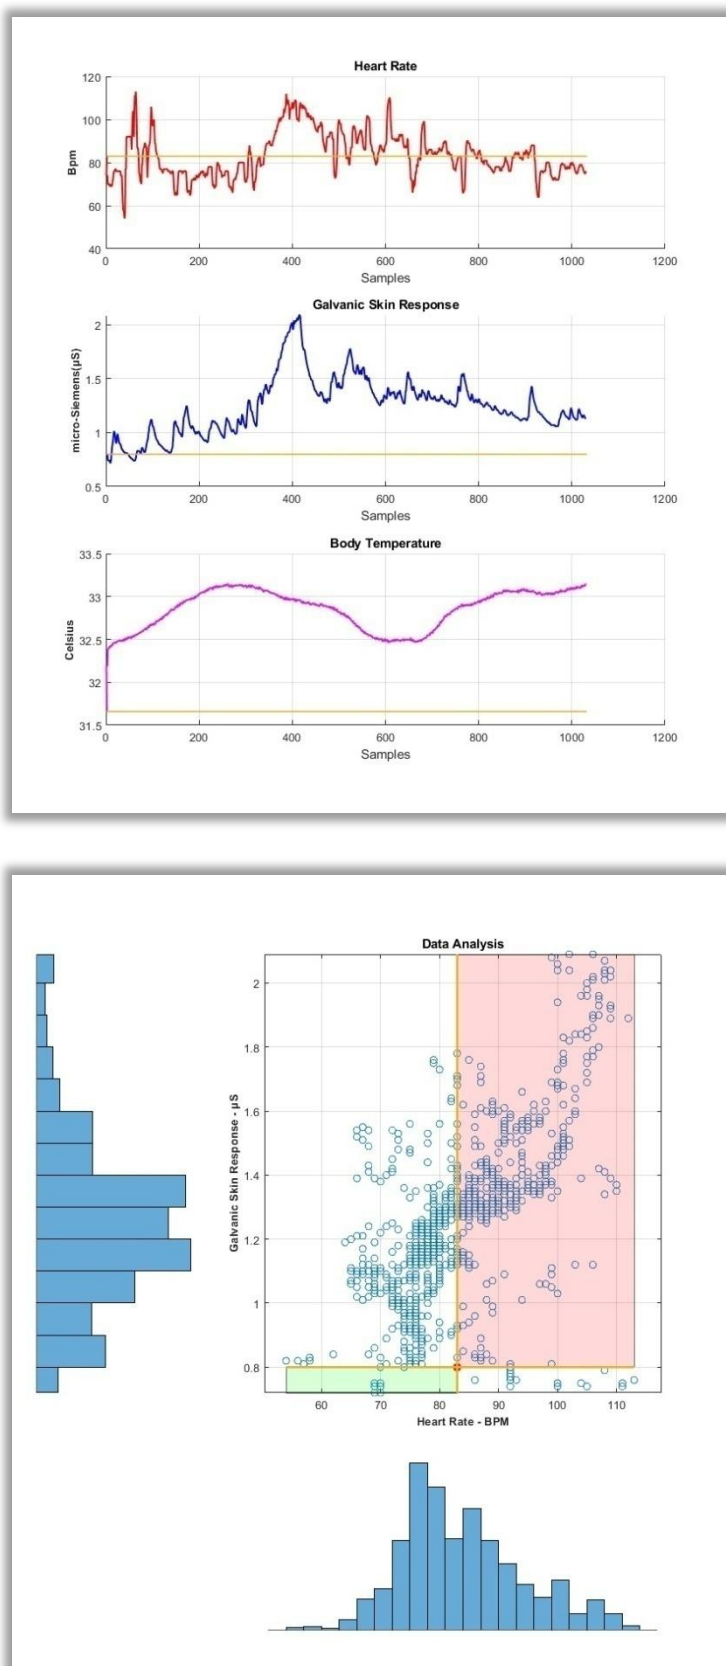 Heart Rate
120
100
80
60
40
Bpm
0 200 400 600 800 1000 1200
Samples
Galvanic Skin Response
2
1.5
1
0.5
micro-Siemens(µS)
0 200 400 600 800 1000 1200
Samples
Body Temperature
33.5
33
32.5
32
31.5
Celsius
0 200 400 600 800 1000 1200
Samples
Data Analysis
2
1.8
1.6
1.4
1.2
1
0.8
Galvanic Skin Response - µS
60 70 80 90 100 110
Heart Rate - BPM